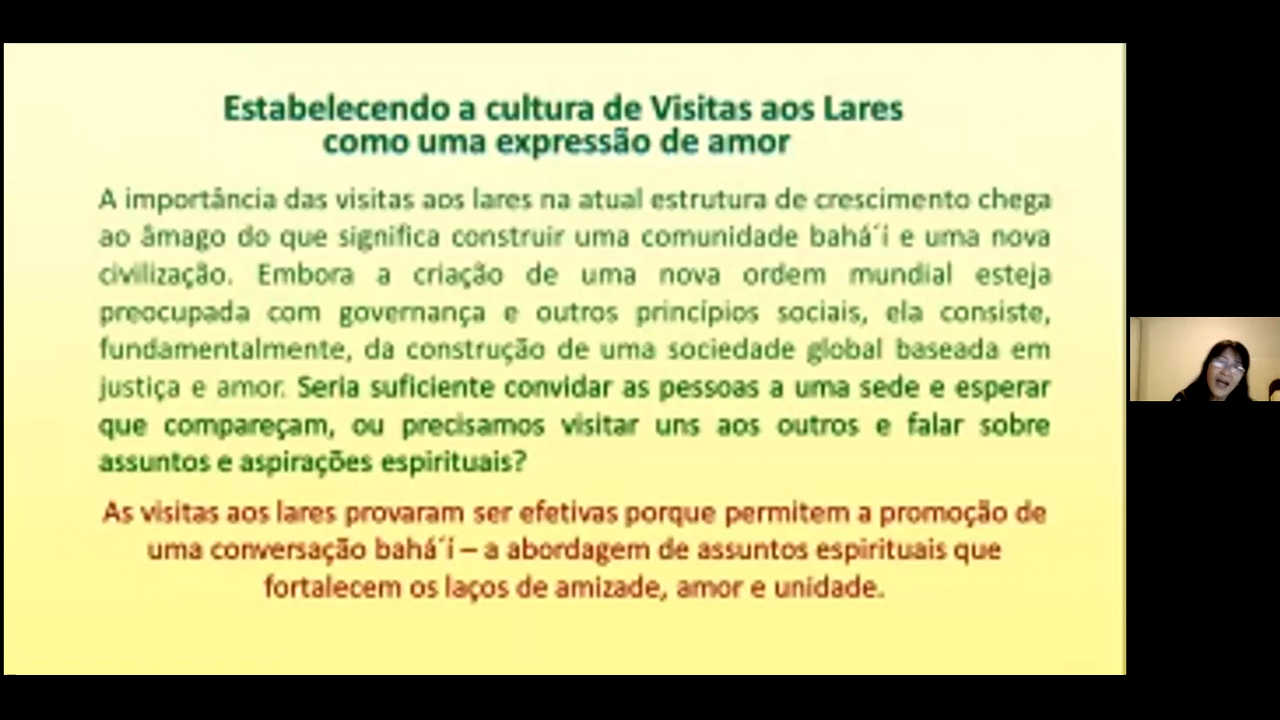 Estabelecendo a cultura de Visitas aos Lares
como uma expressão de amor
A importância das visitas aos lares na atual estrutura de crescimento chega
ao âmago do que significa construir uma comunidade bahá´í e uma nova
civilização. Embora a criação de uma nova ordem mundial esteja
preocupada com governança e outros princípios sociais, ela consiste,
fundamentalmente, da construção de uma sociedade global baseada em
justiça e amor. Seria suficiente convidar as pessoas a uma sede e esperar
que compareçam, ou precisamos visitar uns aos outros e falar sobre
assuntos e aspirações espirituais?
As visitas aos lares provaram ser efetivas porque permitem a promoção de
uma conversação bahá´í – a abordagem de assuntos espirituais que
fortalecem os laços de amizade, amor e unidade.